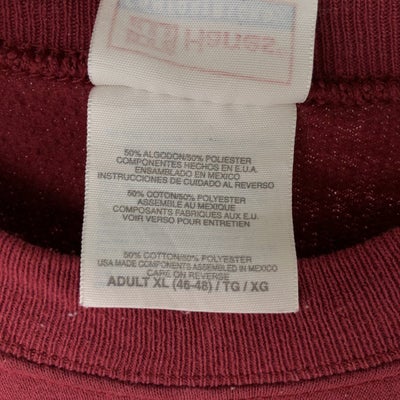 Hanes
50% ALGODON/50% POLIESTER
COMPONENTES HECHOS EN E.U.A.
ENSAMBLADO EN MEXICO
INSTRUCCIONES DE CUIDADO AL REVERSO
50% COTON/50% POLYESTER
ASSEMBLE AU MEXIQUE
COMPOSANTS FABRIQUES AUX E.U.
VOIR VERSO POUR ENTRETIEN
50% COTTON/50% POLYESTER
USA MADE COMPONENTS ASSEMBLED IN MEXICO
CARE ON REVERSE
ADULT XL (46-48) / TG / XG